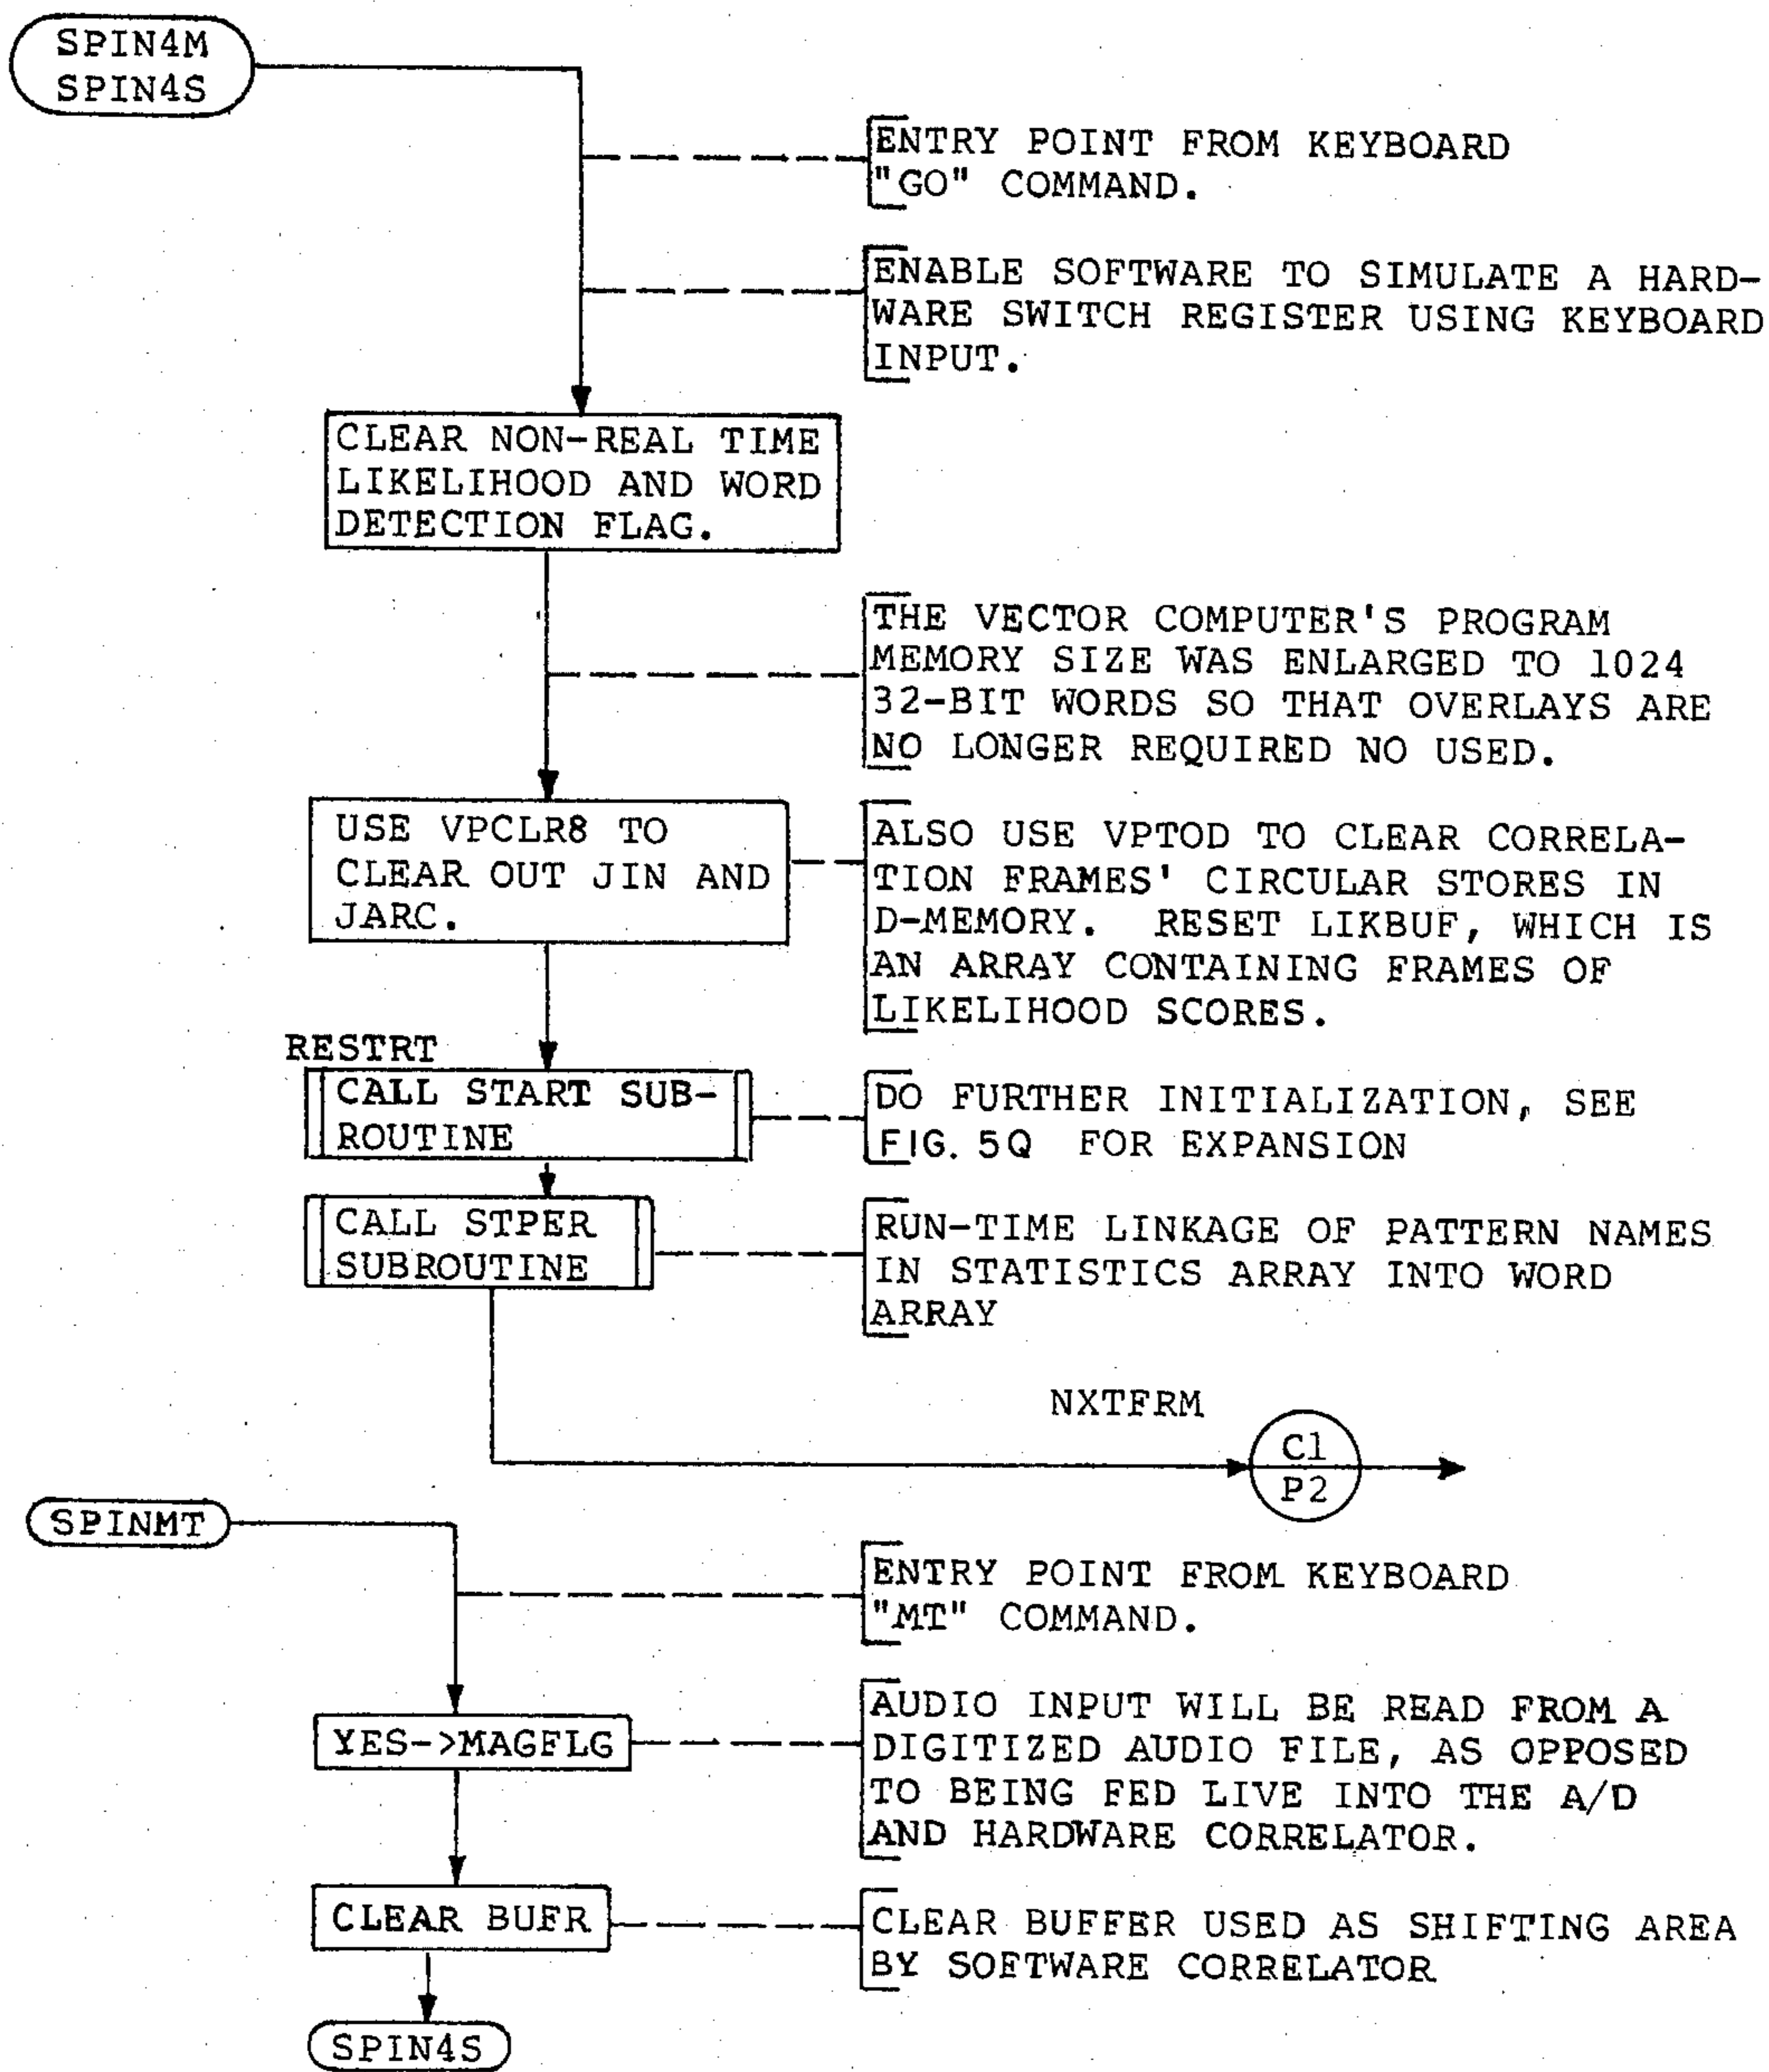 SPIN4M
SPIN4S
ENTRY POINT FROM KEYBOARD
"GO" COMMAND.
ENABLE SOFTWARE TO SIMULATE A HARD-
WARE SWITCH REGISTER USING KEYBOARD
INPUT.
CLEAR NON-REAL TIME
LIKELIHOOD AND WORD
DETECTION FLAG.
THE VECTOR COMPUTER'S PROGRAM
MEMORY SIZE WAS ENLARGED TO 1024
32-BIT WORDS SO THAT OVERLAYS ARE
NO LONGER REQUIRED NO USED.
USE VPCLR8 TO
CLEAR OUT JIN AND
JARC.
ALSO USE VPTOD TO CLEAR CORRELA-
TION FRAMES' CIRCULAR STORES IN
D-MEMORY. RESET LIKBUF, WHICH IS
AN ARRAY CONTAINING FRAMES OF
LIKELIHOOD SCORES.
RESTRT
CALL START SUB-
ROUTINE
DO FURTHER INITIALIZATION, SEE
FIG. 5Q FOR EXPANSION
CALL STPER
SUBROUTINE
RUN-TIME LINKAGE OF PATTERN NAMES
IN STATISTICS ARRAY INTO WORD
ARRAY
NXTFRM
C1
P2
SPINMT
ENTRY POINT FROM KEYBOARD
"MT" COMMAND.
YES->MAGFLG
AUDIO INPUT WILL BE READ FROM A
DIGITIZED AUDIO FILE, AS OPPOSED
TO BEING FED LIVE INTO THE A/D
AND HARDWARE CORRELATOR.
CLEAR BUFR
CLEAR BUFFER USED AS SHIFTING AREA
BY SOFTWARE CORRELATOR
SPIN4S